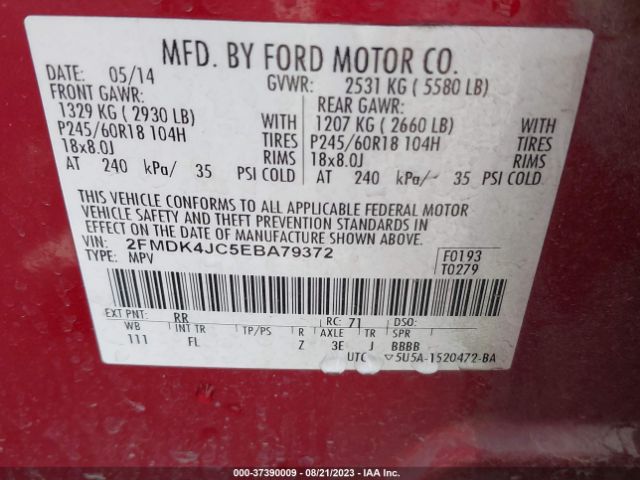 MFD. BY FORD MOTOR CO.
DATE: 05/14 GVWR: 2531 KG ( 5580 LB)
FRONT GAWR: REAR GAWR:
1329 KG ( 2930 LB) WITH 1207 KG ( 2660 LB) WITH
P245/60R18 104H TIRES P245/60R18 104H TIRES
18x8.0J RIMS 18x8.0J RIMS
AT 240 kPa/ 35 PSI COLD AT 240 kPa/ 35 PSI COLD
THIS VEHICLE CONFORMS TO ALL APPLICABLE FEDERAL MOTOR
VEHICLE SAFETY AND THEFT PREVENTION STANDARDS IN
EFFECT ON THE DATE OF MANUFACTURE SHOWN ABOVE.
VIN: 2FMDK4JC5EBA79372 F0193
TYPE: MPV T0279
EXT PNT: RR RC: 71 DSO:
WB INT TR TP/PS R AXLE TR SPR
111 FL Z 3E J BBBB
UTC ▽5U5A-1520472-BA
000-37390009 - 08/21/2023 - IAA Inc.